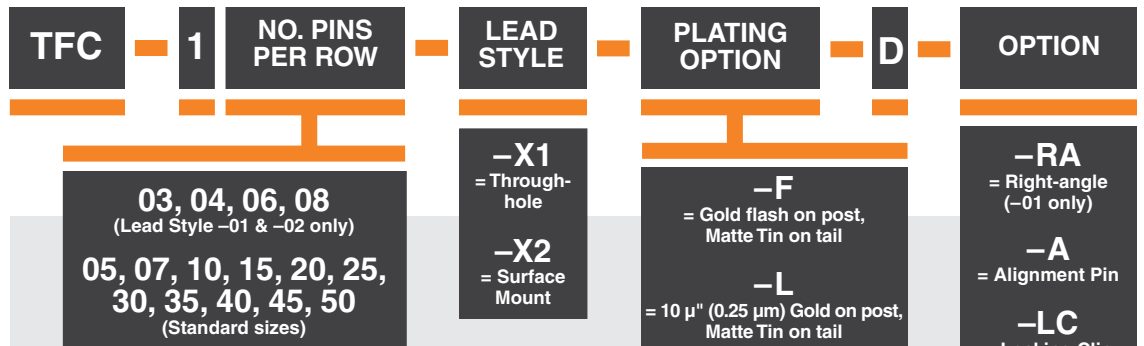 TFC
1
NO. PINS
PER ROW
LEAD
STYLE
PLATING
OPTION
D
OPTION
03, 04, 06, 08
(Lead Style –01 & –02 only)
05, 07, 10, 15, 20, 25,
30, 35, 40, 45, 50
(Standard sizes)
–X1
= Through-
hole
–X2
= Surface
Mount
–F
= Gold flash on post,
Matte Tin on tail
–L
= 10 µ" (0.25 µm) Gold on post,
Matte Tin on tail
–RA
= Right-angle
(–01 only)
–A
= Alignment Pin
–LC